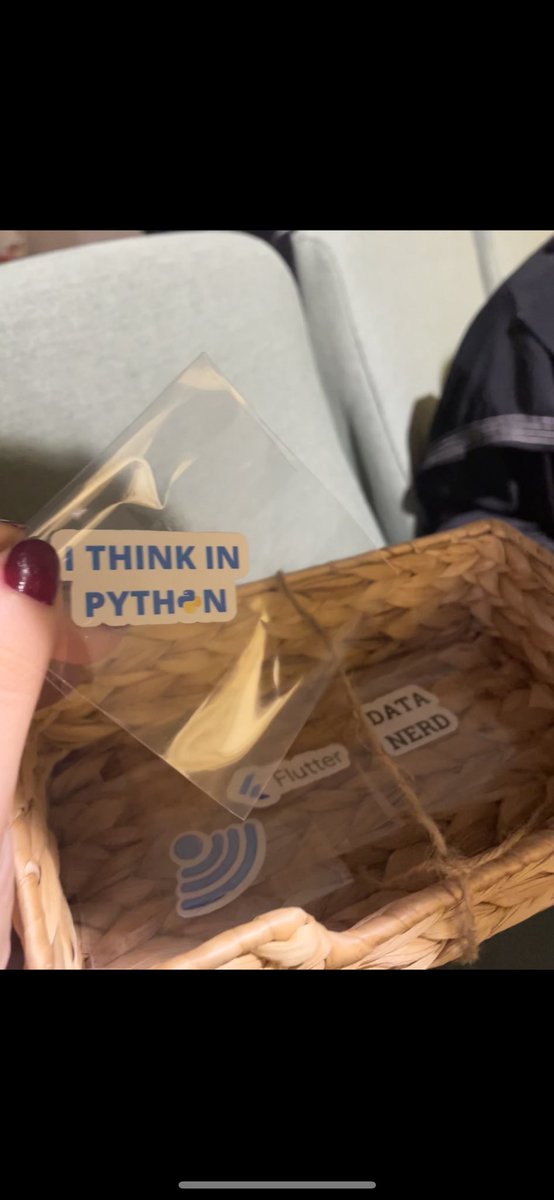 I THINK IN
PYTHON
DATA
NERD
Flutter